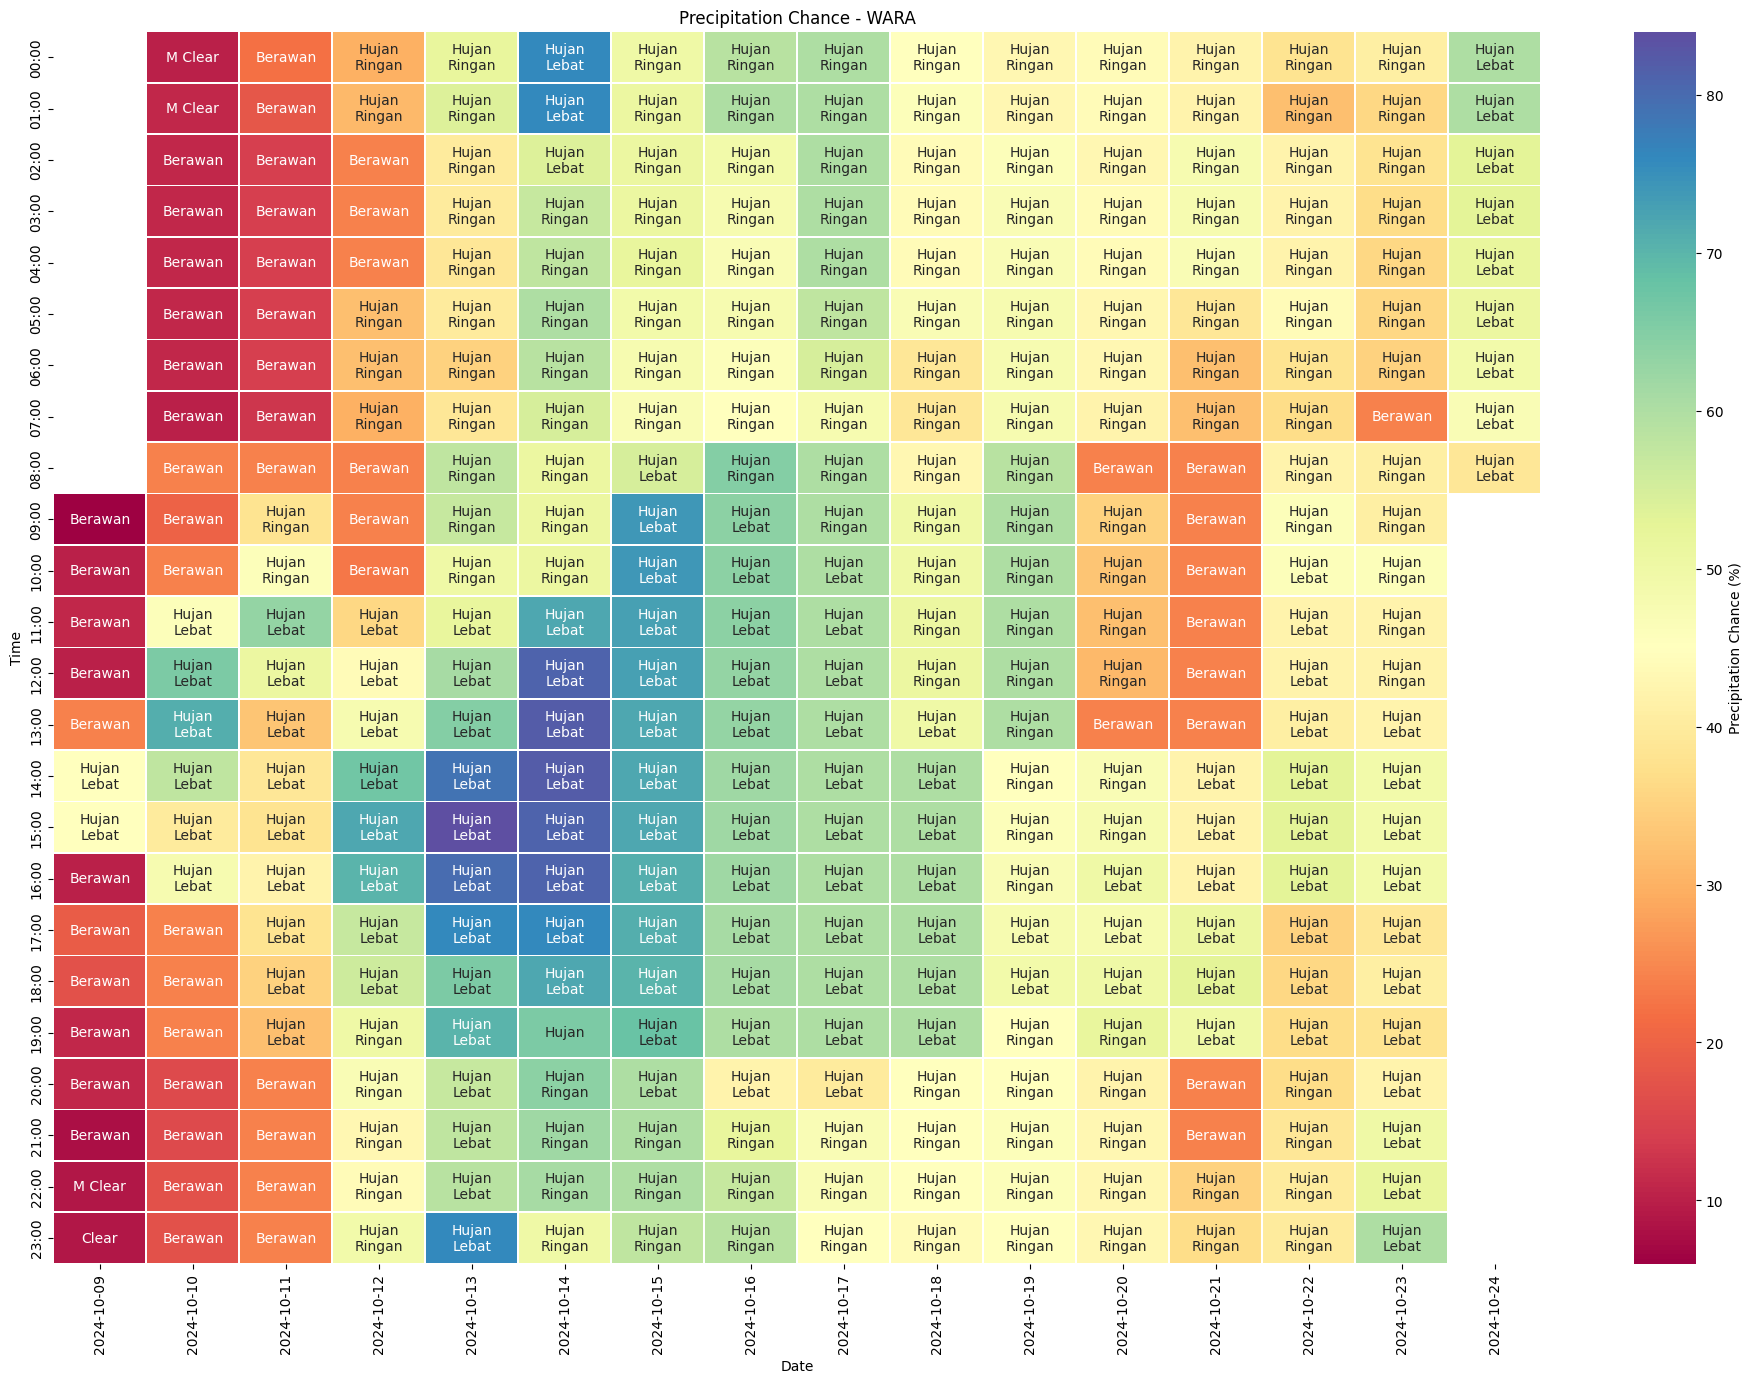 Precipitation Chance - WARA
00:00 M Clear Berawan Hujan Ringan Hujan Ringan Hujan Lebat Hujan Ringan Hujan Ringan Hujan Ringan Hujan Ringan Hujan Ringan Hujan Ringan Hujan Ringan Hujan Ringan Hujan Ringan Hujan Lebat
01:00 M Clear Berawan Hujan Ringan Hujan Ringan Hujan Lebat Hujan Ringan Hujan Ringan Hujan Ringan Hujan Ringan Hujan Ringan Hujan Ringan Hujan Ringan Hujan Ringan Hujan Ringan Hujan Lebat
02:00 Berawan Berawan Berawan Hujan Ringan Hujan Lebat Hujan Ringan Hujan Ringan Hujan Ringan Hujan Ringan Hujan Ringan Hujan Ringan Hujan Ringan Hujan Ringan Hujan Ringan Hujan Lebat
03:00 Berawan Berawan Berawan Hujan Ringan Hujan Ringan Hujan Ringan Hujan Ringan Hujan Ringan Hujan Ringan Hujan Ringan Hujan Ringan Hujan Ringan Hujan Ringan Hujan Ringan Hujan Lebat
04:00 Berawan Berawan Berawan Hujan Ringan Hujan Ringan Hujan Ringan Hujan Ringan Hujan Ringan Hujan Ringan Hujan Ringan Hujan Ringan Hujan Ringan Hujan Ringan Hujan Ringan Hujan Lebat
05:00 Berawan Berawan Hujan Ringan Hujan Ringan Hujan Ringan Hujan Ringan Hujan Ringan Hujan Ringan Hujan Ringan Hujan Ringan Hujan Ringan Hujan Ringan Hujan Ringan Hujan Ringan Hujan Lebat
06:00 Berawan Berawan Hujan Ringan Hujan Ringan Hujan Ringan Hujan Ringan Hujan Ringan Hujan Ringan Hujan Ringan Hujan Ringan Hujan Ringan Hujan Ringan Hujan Ringan Hujan Ringan Hujan Lebat
07:00 Berawan Berawan Hujan Ringan Hujan Ringan Hujan Ringan Hujan Ringan Hujan Ringan Hujan Ringan Hujan Ringan Hujan Ringan Hujan Ringan Hujan Ringan Hujan Ringan Berawan Hujan Lebat
08:00 Berawan Berawan Berawan Hujan Ringan Hujan Ringan Hujan Lebat Hujan Ringan Hujan Ringan Hujan Ringan Hujan Ringan Berawan Berawan Hujan Ringan Hujan Ringan Hujan Lebat
09:00 Berawan Berawan Hujan Ringan Berawan Hujan Ringan Hujan Ringan Hujan Lebat Hujan Lebat Hujan Ringan Hujan Ringan Hujan Ringan Hujan Ringan Berawan Hujan Ringan Hujan Ringan
10:00 Berawan Berawan Hujan Ringan Berawan Hujan Ringan Hujan Ringan Hujan Lebat Hujan Lebat Hujan Lebat Hujan Ringan Hujan Ringan Hujan Ringan Berawan Hujan Lebat Hujan Ringan
11:00 Berawan Hujan Lebat Hujan Lebat Hujan Lebat Hujan Lebat Hujan Lebat Hujan Lebat Hujan Lebat Hujan Lebat Hujan Ringan Hujan Ringan Hujan Ringan Berawan Hujan Lebat Hujan Ringan
12:00 Berawan Hujan Lebat Hujan Lebat Hujan Lebat Hujan Lebat Hujan Lebat Hujan Lebat Hujan Lebat Hujan Lebat Hujan Ringan Hujan Ringan Hujan Ringan Berawan Hujan Lebat Hujan Ringan
13:00 Berawan Hujan Lebat Hujan Lebat Hujan Lebat Hujan Lebat Hujan Lebat Hujan Lebat Hujan Lebat Hujan Lebat Hujan Lebat Hujan Ringan Berawan Berawan Hujan Lebat Hujan Lebat
14:00 Hujan Lebat Hujan Lebat Hujan Lebat Hujan Lebat Hujan Lebat Hujan Lebat Hujan Lebat Hujan Lebat Hujan Lebat Hujan Lebat Hujan Ringan Hujan Ringan Hujan Lebat Hujan Lebat Hujan Lebat
15:00 Hujan Lebat Hujan Lebat Hujan Lebat Hujan Lebat Hujan Lebat Hujan Lebat Hujan Lebat Hujan Lebat Hujan Lebat Hujan Lebat Hujan Ringan Hujan Ringan Hujan Lebat Hujan Lebat Hujan Lebat
16:00 Berawan Hujan Lebat Hujan Lebat Hujan Lebat Hujan Lebat Hujan Lebat Hujan Lebat Hujan Lebat Hujan Lebat Hujan Lebat Hujan Ringan Hujan Lebat Hujan Lebat Hujan Lebat Hujan Lebat
17:00 Berawan Berawan Hujan Lebat Hujan Lebat Hujan Lebat Hujan Lebat Hujan Lebat Hujan Lebat Hujan Lebat Hujan Lebat Hujan Lebat Hujan Lebat Hujan Lebat Hujan Lebat Hujan Lebat
18:00 Berawan Berawan Hujan Lebat Hujan Lebat Hujan Lebat Hujan Lebat Hujan Lebat Hujan Lebat Hujan Lebat Hujan Lebat Hujan Lebat Hujan Lebat Hujan Lebat Hujan Lebat Hujan Lebat
19:00 Berawan Berawan Hujan Lebat Hujan Ringan Hujan Lebat Hujan Hujan Lebat Hujan Lebat Hujan Lebat Hujan Lebat Hujan Ringan Hujan Ringan Hujan Lebat Hujan Lebat Hujan Lebat
20:00 Berawan Berawan Berawan Hujan Ringan Hujan Lebat Hujan Ringan Hujan Lebat Hujan Lebat Hujan Lebat Hujan Ringan Hujan Ringan Hujan Ringan Berawan Hujan Ringan Hujan Lebat
21:00 Berawan Berawan Berawan Hujan Ringan Hujan Lebat Hujan Ringan Hujan Ringan Hujan Ringan Hujan Ringan Hujan Ringan Hujan Ringan Hujan Ringan Berawan Hujan Ringan Hujan Lebat
22:00 M Clear Berawan Berawan Hujan Ringan Hujan Lebat Hujan Ringan Hujan Ringan Hujan Ringan Hujan Ringan Hujan Ringan Hujan Ringan Hujan Ringan Hujan Ringan Hujan Ringan Hujan Lebat
23:00 Clear Berawan Berawan Hujan Ringan Hujan Lebat Hujan Ringan Hujan Ringan Hujan Ringan Hujan Ringan Hujan Ringan Hujan Ringan Hujan Ringan Hujan Ringan Hujan Ringan Hujan Lebat
Time
2024-10-09 2024-10-10 2024-10-11 2024-10-12 2024-10-13 2024-10-14 2024-10-15 2024-10-16 2024-10-17 2024-10-18 2024-10-19 2024-10-20 2024-10-21 2024-10-22 2024-10-23 2024-10-24
Date
80
70
60
50
40
30
20
10
Precipitation Chance (%)